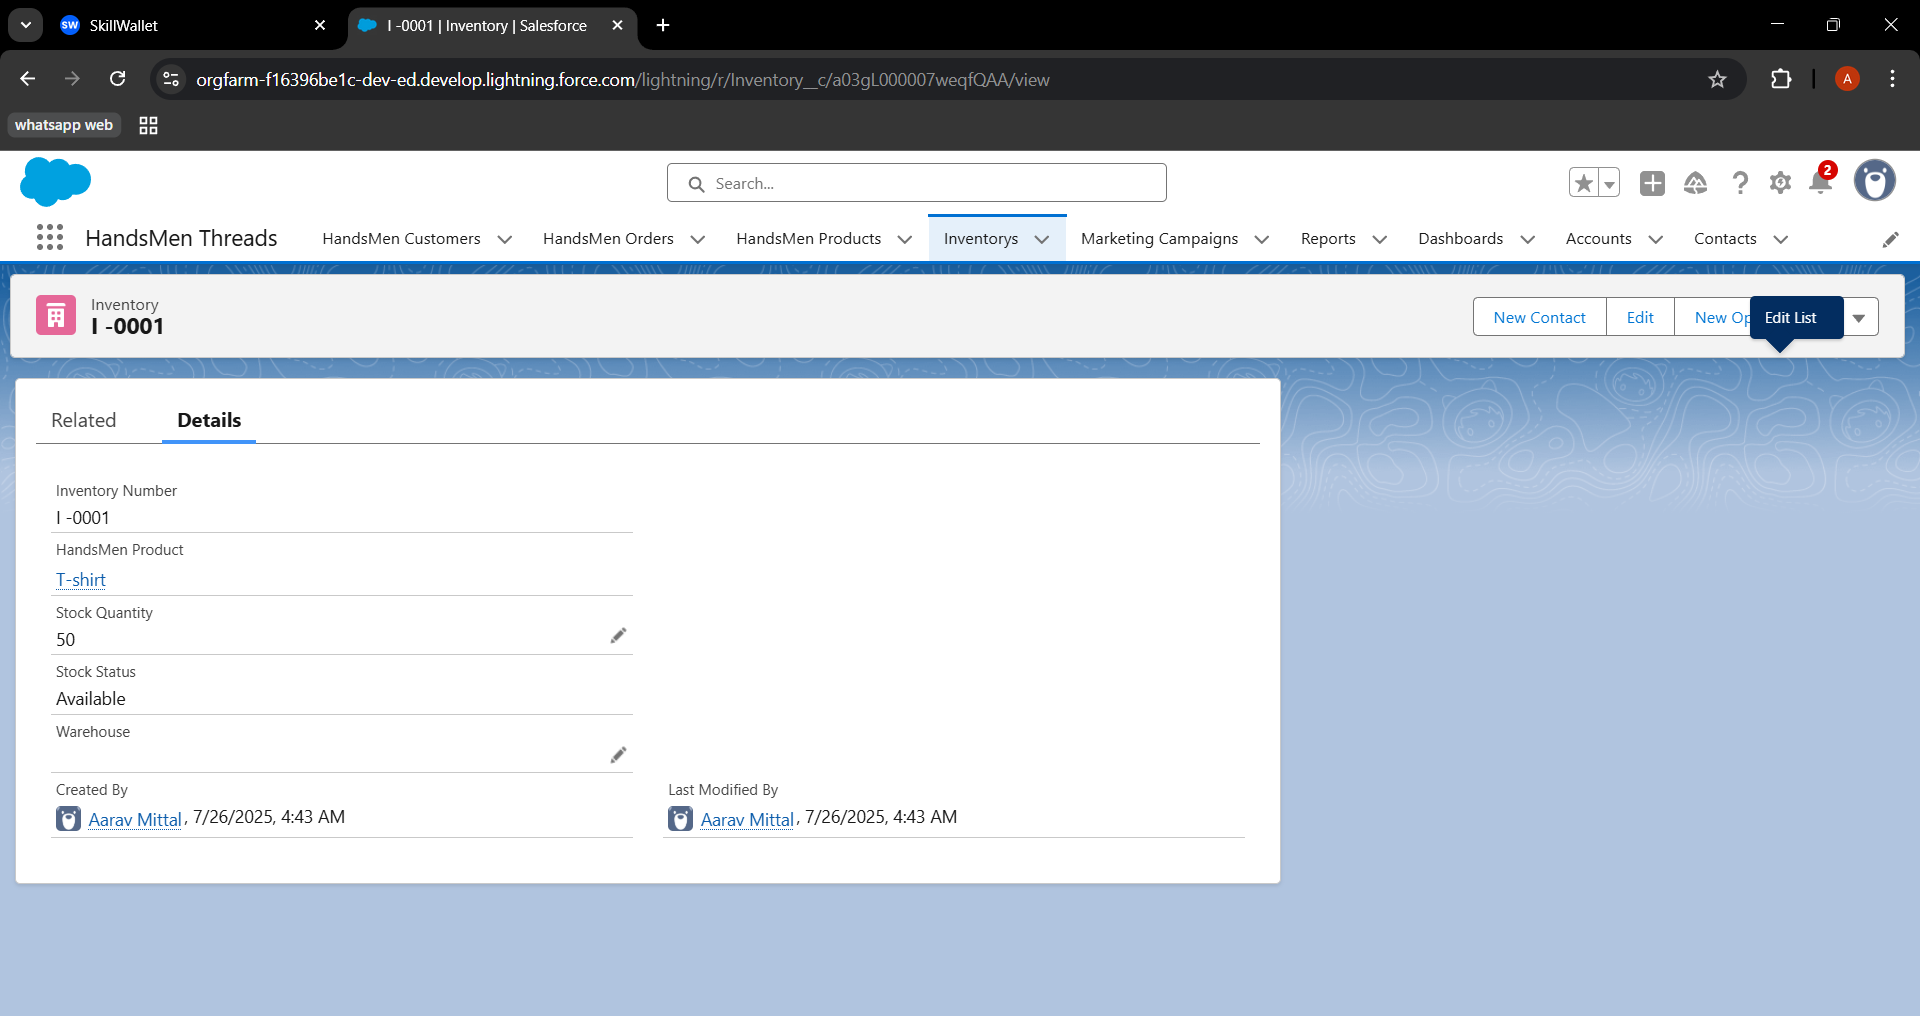 SW SkillWallet
I -0001 | Inventory | Salesforce
orgfarm-f16396be1c-dev-ed.develop.lightning.force.com/lightning/r/Inventory__c/a03gL000007weqfQAA/view
A
whatsapp web
Search...
2
HandsMen Threads
HandsMen Customers
HandsMen Orders
HandsMen Products
Inventorys
Marketing Campaigns
Reports
Dashboards
Accounts
Contacts
Inventory
I -0001
New Contact
Edit
New Op
Edit List
Related
Details
Inventory Number
I -0001
HandsMen Product
T-shirt
Stock Quantity
50
Stock Status
Available
Warehouse
Created By
Aarav Mittal, 7/26/2025, 4:43 AM
Last Modified By
Aarav Mittal, 7/26/2025, 4:43 AM